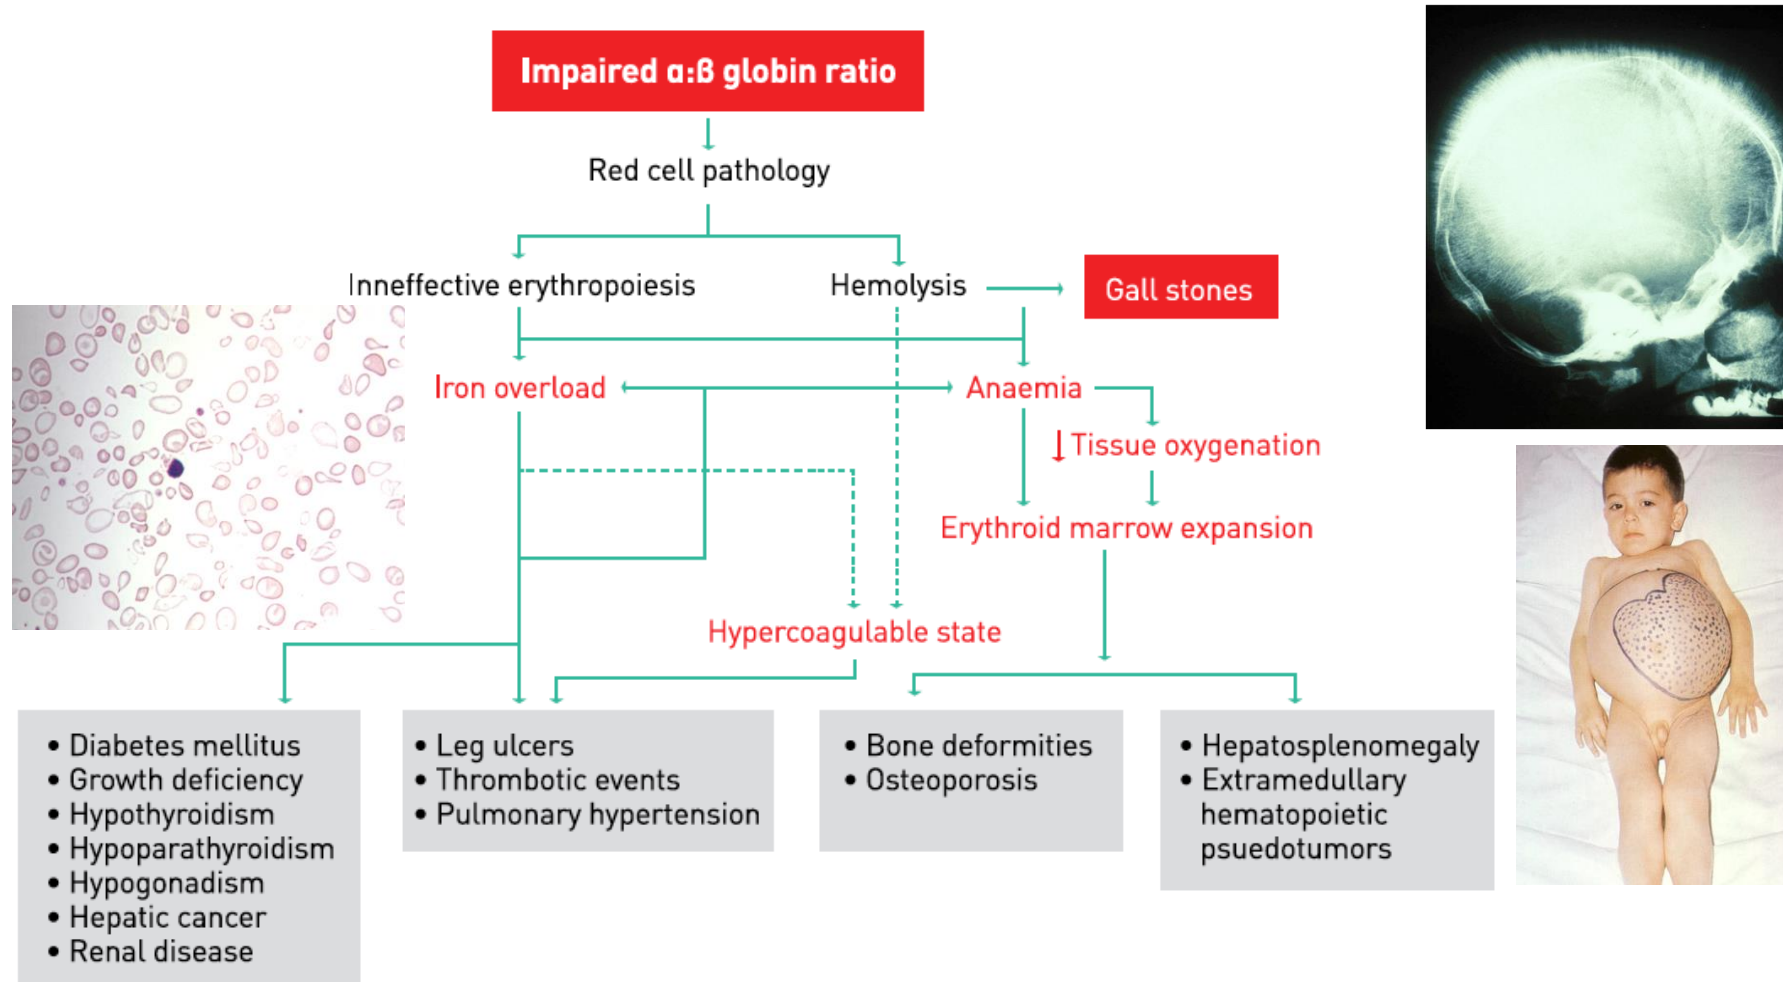 Impaired α:ß globin ratio
Red cell pathology
Inneffective erythropoiesis
Hemolysis
Gall stones
Iron overload
Anaemia
↓ Tissue oxygenation
Erythroid marrow expansion
Hypercoagulable state
• Diabetes mellitus
• Growth deficiency
• Hypothyroidism
• Hypoparathyroidism
• Hypogonadism
• Hepatic cancer
• Renal disease
• Leg ulcers
• Thrombotic events
• Pulmonary hypertension
• Bone deformities
• Osteoporosis
• Hepatosplenomegaly
• Extramedullary
hematopoietic
psuedotumors